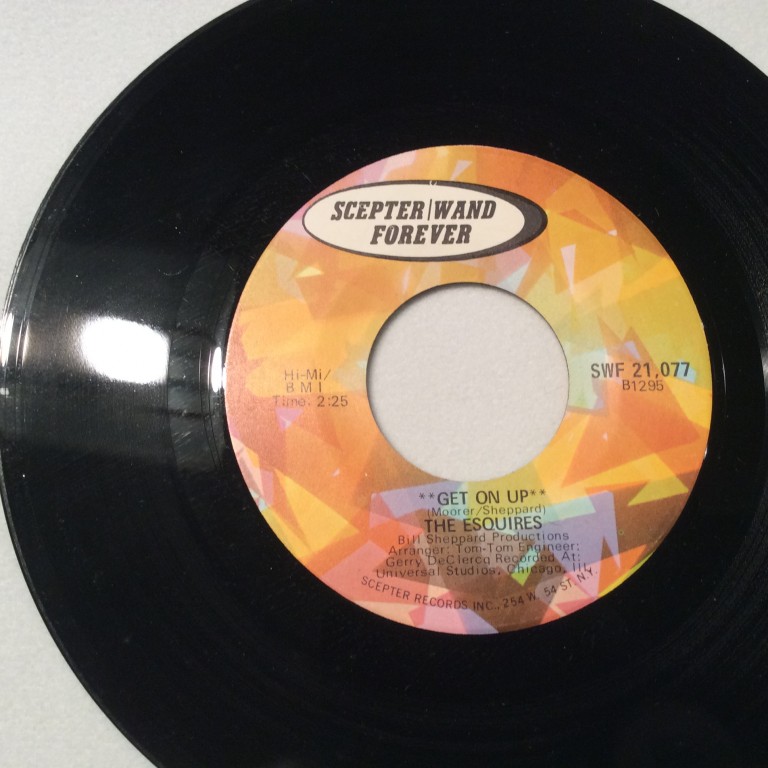 SCEPTER|WAND
FOREVER
Hi-Mi/
B M I
Time. 2:25
SWF 21,077
B1295
**GET ON UP**
(Moorer/Sheppard)
THE ESQUIRES
Bill Sheppard Productions
Arranger: Tom-Tom Engineer:
Gerry DeClercq Recorded At:
Universal Studios, Chicago, Ill.
SCEPTER RECORDS INC., 254 W. 54 ST. N.Y.